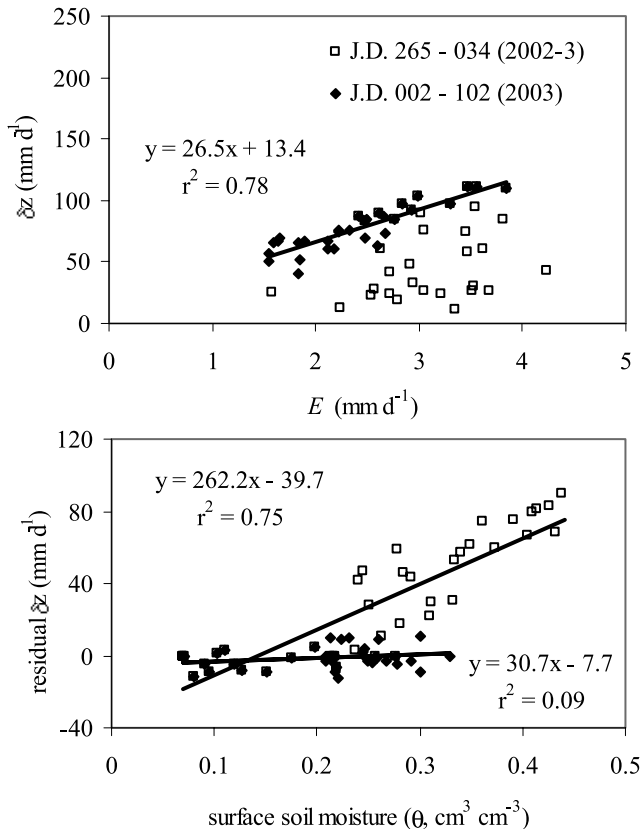 250
200
150
100
50
0
δz (mm d⁻¹)
□ J.D. 265 - 034 (2002-3)
◆ J.D. 002 - 102 (2003)
y = 26.5x + 13.4
r² = 0.78
0 1 2 3 4 5
E (mm d⁻¹)
120
80
40
0
-40
residual δz (mm d¹)
y = 262.2x - 39.7
r² = 0.75
y = 30.7x - 7.7
r² = 0.09
0 0.1 0.2 0.3 0.4 0.5
surface soil moisture (θ, cm³ cm⁻³)